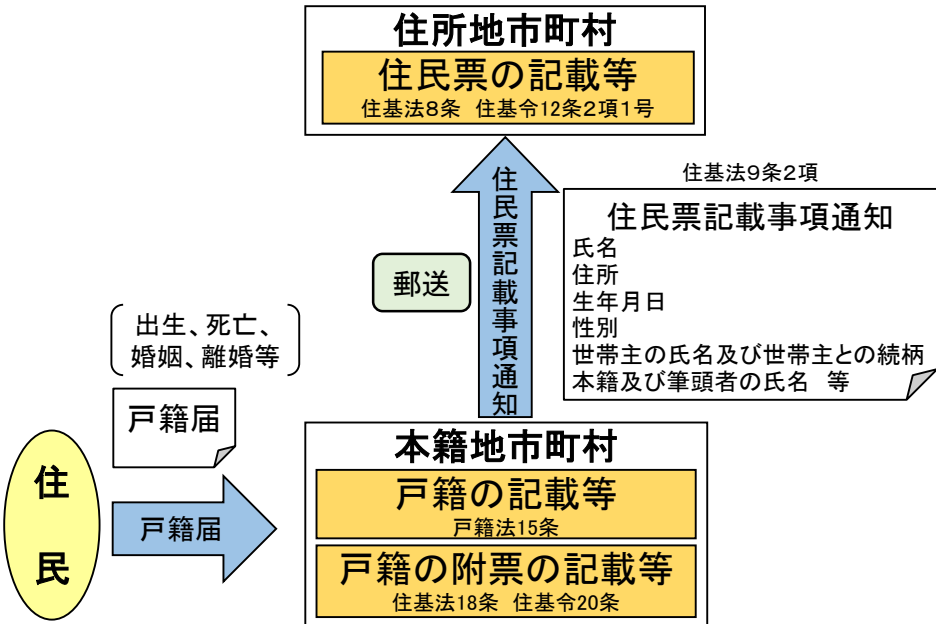 住所地市町村
住民票の記載等
住基法8条 住基令12条2項1号
住民票記載事項通知
郵送
住基法9条2項
住民票記載事項通知
氏名
住所
生年月日
性別
世帯主の氏名及び世帯主との続柄
本籍及び筆頭者の氏名 等
出生、死亡、
婚姻、離婚等
戸籍届
住民
戸籍届
本籍地市町村
戸籍の記載等
戸籍法15条
戸籍の附票の記載等
住基法18条 住基令20条